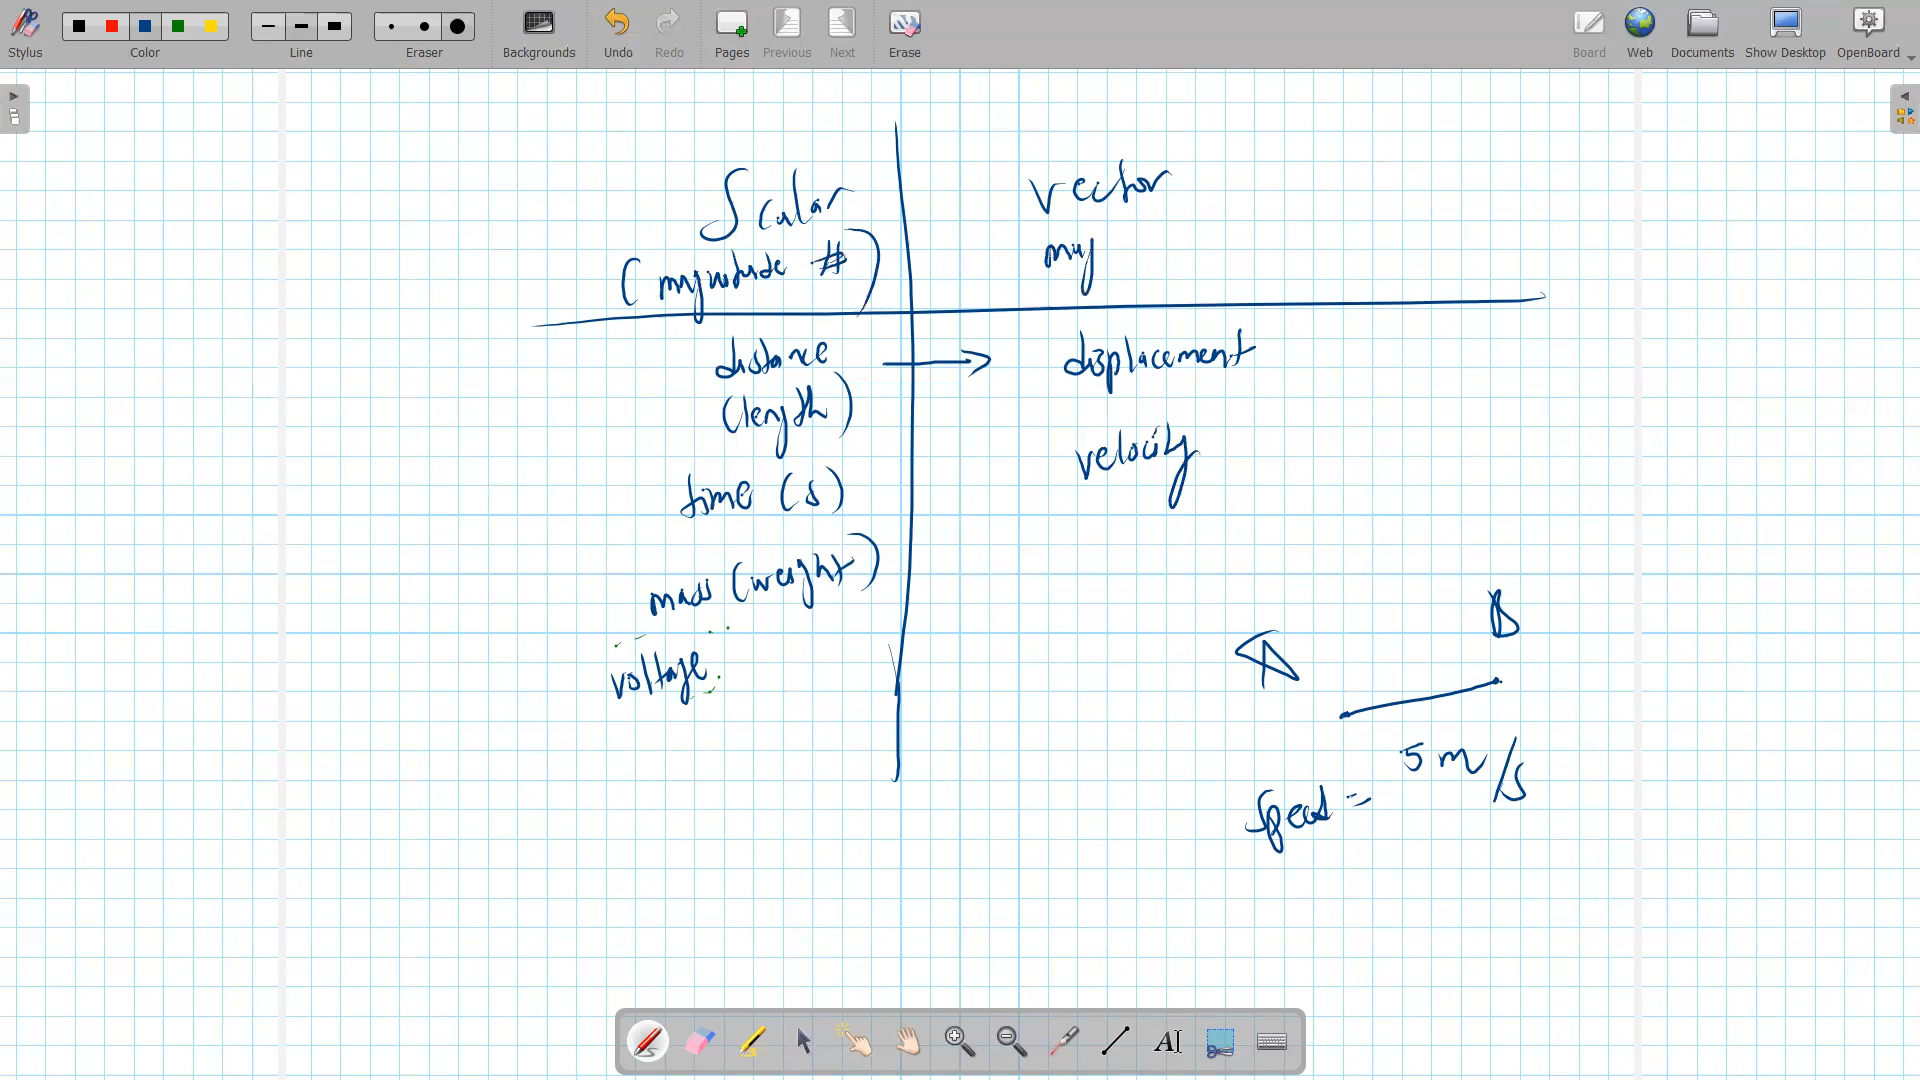 Stylus Color Line Eraser Backgrounds Undo Redo Pages Previous Next Erase Board Web Documents Show Desktop OpenBoard
Scalar
(magnitude #)
distance
(length)
time (s)
mass (weight)
voltage
vector
mag
displacement
velocity
A B
5 m/s
Speed =